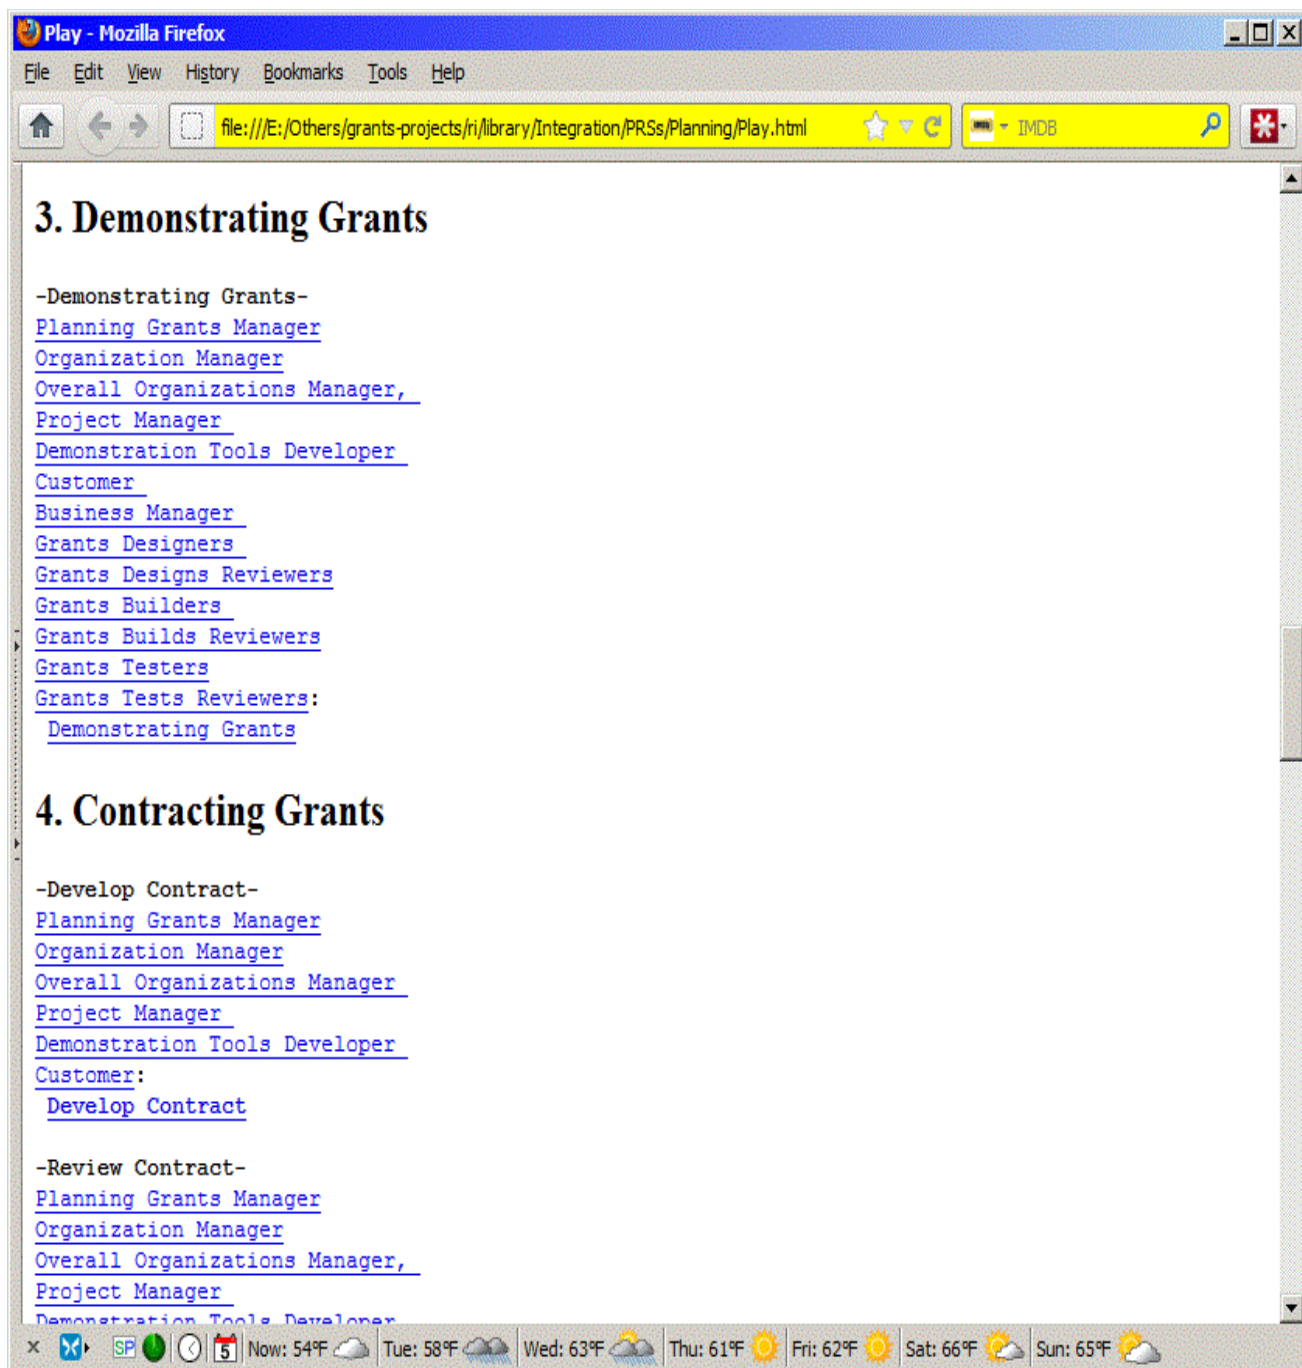 Play - Mozilla Firefox
File Edit View History Bookmarks Tools Help
file:///E:/Others/grants-projects/ri/library/Integration/PRSs/Planning/Play.html IMDB
3. Demonstrating Grants
-Demonstrating Grants-
Planning Grants Manager
Organization Manager
Overall Organizations Manager,
Project Manager
Demonstration Tools Developer
Customer
Business Manager
Grants Designers
Grants Designs Reviewers
Grants Builders
Grants Builds Reviewers
Grants Testers
Grants Tests Reviewers:
Demonstrating Grants
4. Contracting Grants
-Develop Contract-
Planning Grants Manager
Organization Manager
Overall Organizations Manager
Project Manager
Demonstration Tools Developer
Customer:
Develop Contract
-Review Contract-
Planning Grants Manager
Organization Manager
Overall Organizations Manager,
Project Manager
Demonstration Tools Developer
SP 5 Now: 54°F Tue: 58°F Wed: 63°F Thu: 61°F Fri: 62°F Sat: 66°F Sun: 65°F